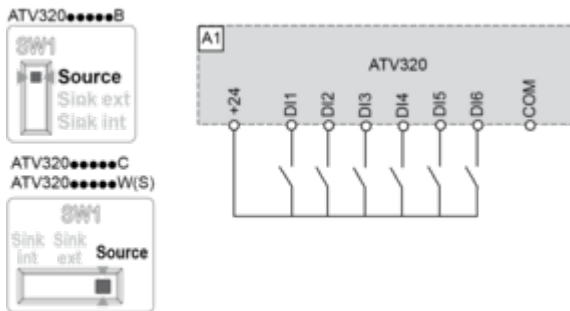 ATV320●●●●●B
SW1
Source
Sink ext
Sink int
ATV320●●●●●C
ATV320●●●●●W(S)
SW1
Sink int
Sink ext
Source
A1
ATV320
+24
DI1
DI2
DI3
DI4
DI5
DI6
COM